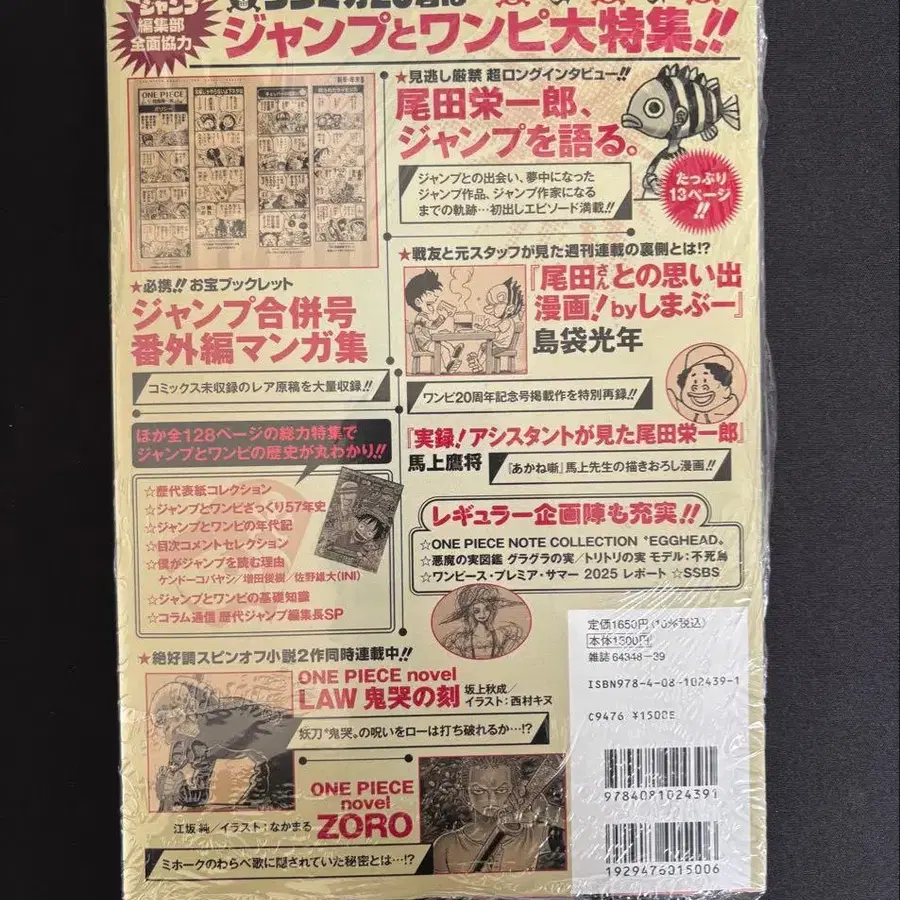 ジャンプ
編集部
全面協力
ジャンプとワンピ大特集!!
ONE PIECE
★見逃し厳禁 超ロングインタビュー!!
尾田栄一郎、
ジャンプを語る。
ジャンプとの出会い、夢中になった
ジャンプ作品、ジャンプ作家になる
までの軌跡…初出しエピソード満載!!
たっぷり
13ページ
!!
★戦友と元スタッフが見た週刊連載の裏側とは!?
『尾田さんとの思い出
漫画!byしまぶー』
島袋光年
ワンピ20周年記念号掲載作を特別再録!!
『実録!アシスタントが見た尾田栄一郎』
馬上鷹将
『あかね噺』馬上先生の描きおろし漫画!!
★必携!! お宝ブックレット
ジャンプ合併号
番外編マンガ集
コミックス未収録のレア原稿を大量収録!!
ほか全128ページの総力特集で
ジャンプとワンピの歴史が丸わかり!!
☆歴代表紙コレクション
☆ジャンプとワンピざっくり57年史
☆ジャンプとワンピの年代記
☆目次コメントセレクション
☆僕がジャンプを読む理由
ケンドーコバヤシ/増田俊樹/佐野雄大(INI)
☆ジャンプとワンピの基礎知識
☆コラム通信 歴代ジャンプ編集長SP
レギュラー企画陣も充実!!
☆ONE PIECE NOTE COLLECTION “EGGHEAD„
☆悪魔の実図鑑 グラグラの実/トリトリの実 モデル:不死鳥
☆ワンピース・プレミア・サマー 2025 レポート ☆SSBS
★絶好調スピンオフ小説2作同時連載中!!
ONE PIECE novel
LAW 鬼哭の刻
坂上秋成/
イラスト:西村キヌ
妖刀“鬼哭„の呪いをローは打ち破れるか…!?
ONE PIECE
novel
ZORO
江坂 純/イラスト:なかまる
ミホークのわらべ歌に隠されていた秘密とは…!?
定価1650円(10%税込)
本体1500円
雑誌 64348-39
ISBN978-4-08-102439-1
C9476 ¥1500E
9784081024391
1929476015006